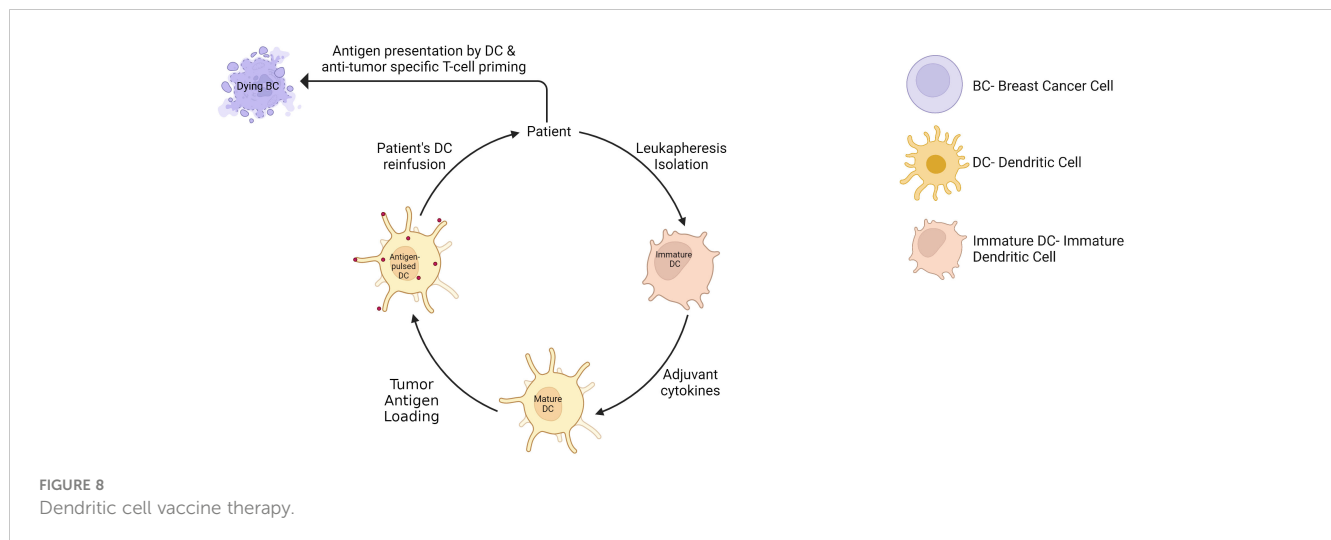 Antigen presentation by DC &
anti-tumor specific T-cell priming
Dying BC
Patient
Patient's DC
reinfusion
Leukapheresis
Isolation
Antigen-
pulsed
DC
Immature
DC
Tumor
Antigen
Loading
Mature
DC
Adjuvant
cytokines
BC- Breast Cancer Cell
DC- Dendritic Cell
Immature DC- Immature
Dendritic Cell
FIGURE 8
Dendritic cell vaccine therapy.